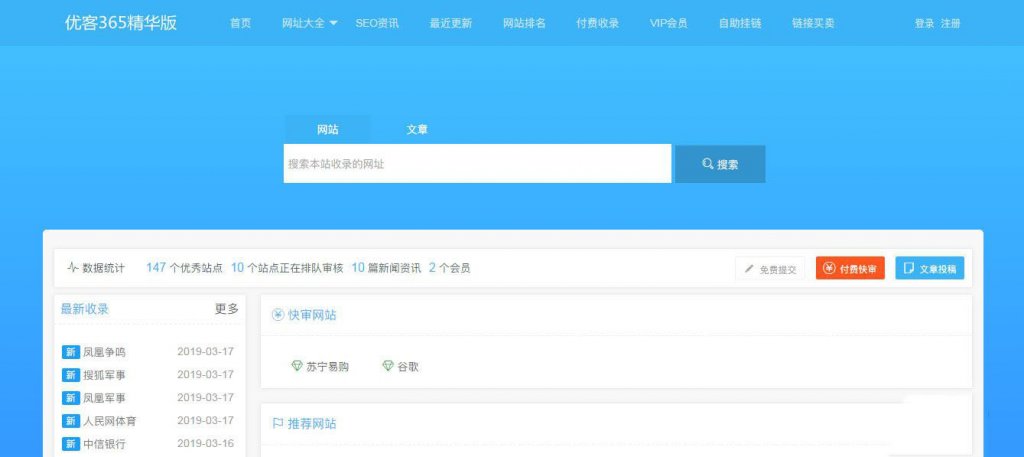 优客365精华版 首页 网址大全 SEO资讯 最近更新 网站排名 付费收录 VIP会员 自助挂链 链接买卖 登录 注册
网站 文章
搜索本站收录的网址 搜索
数据统计 147 个优秀站点 10 个站点正在排队审核 10 篇新闻资讯 2 个会员 免费提交 付费快审 文章投稿
最新收录 更多
新 凤凰争鸣 2019-03-17
新 搜狐军事 2019-03-17
新 凤凰军事 2019-03-17
新 人民网体育 2019-03-17
新 中信银行 2019-03-16
快审网站
苏宁易购 谷歌
推荐网站